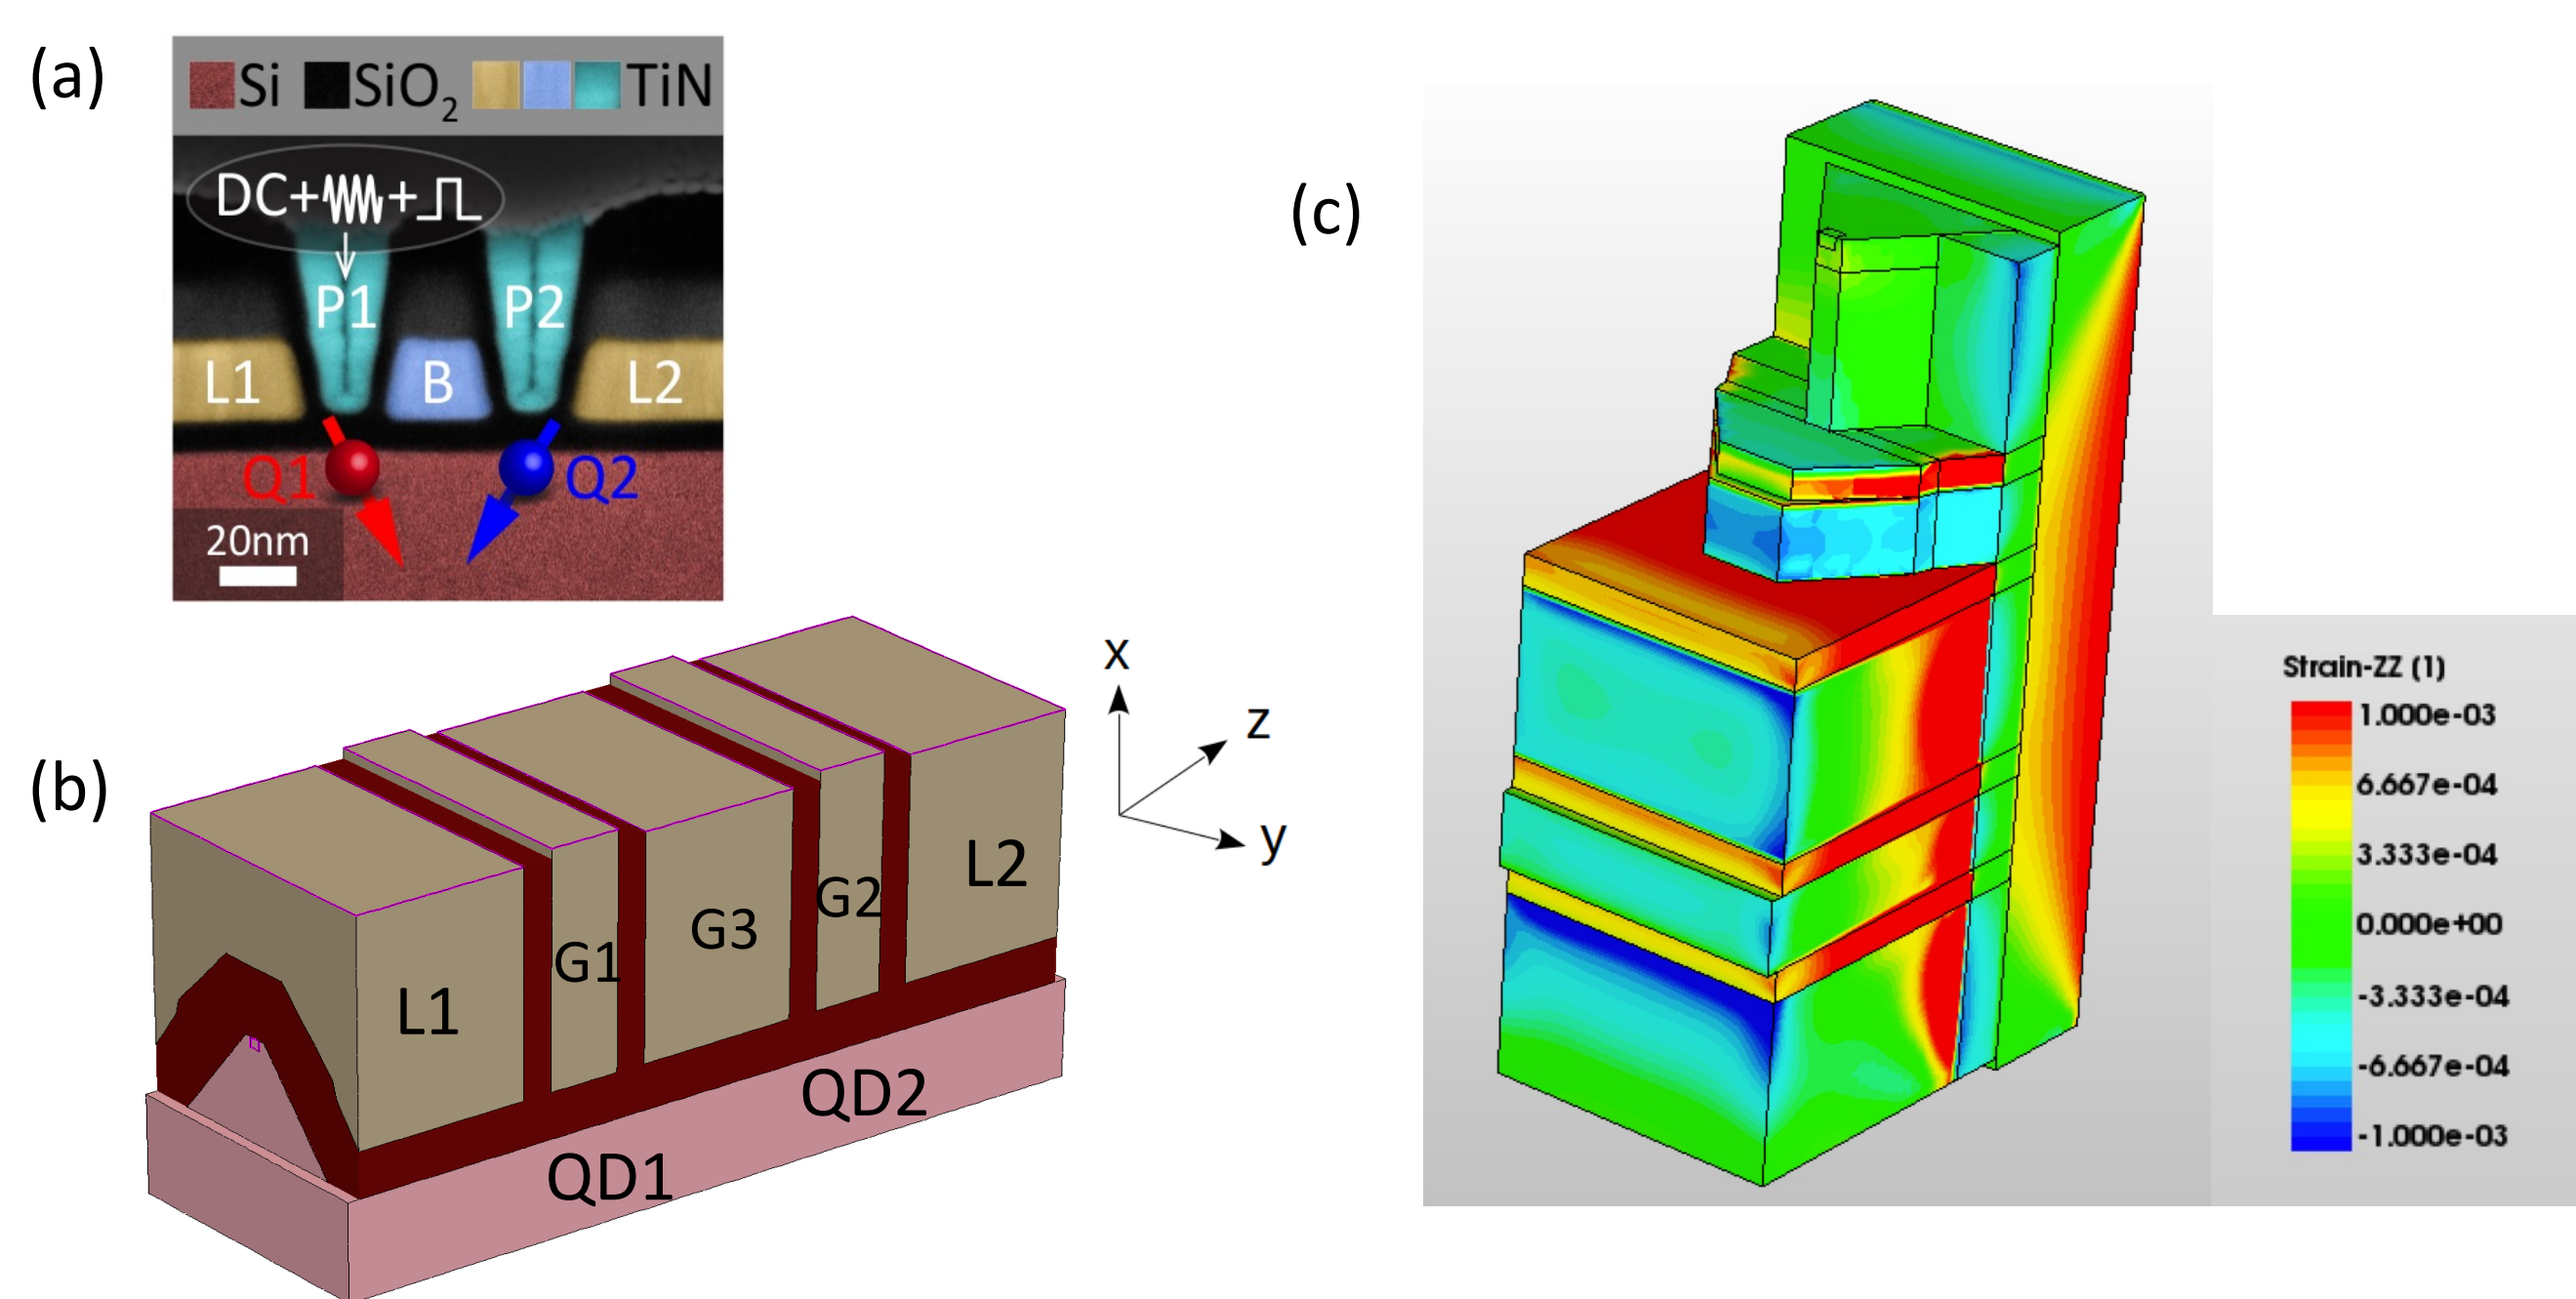 (a)
Si SiO₂ TiN
DC+ +
P1 P2
L1 B L2
Q1 Q2
20nm
(b)
L1 G1 G3 G2 L2
QD1 QD2
x
z
y
(c)
Strain-ZZ (1)
1.000e-03
6.667e-04
3.333e-04
0.000e+00
-3.333e-04
-6.667e-04
-1.000e-03